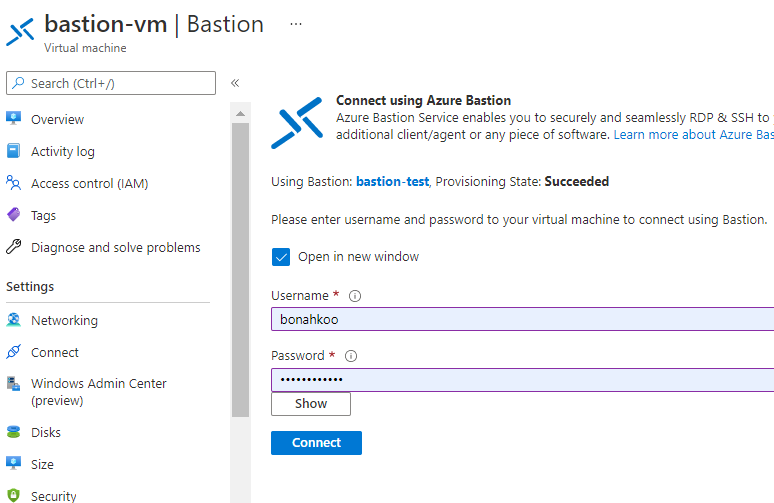 bastion-vm | Bastion ...
Virtual machine
Search (Ctrl+/)
«
Overview
Activity log
Access control (IAM)
Tags
Diagnose and solve problems
Settings
Networking
Connect
Windows Admin Center
(preview)
Disks
Size
Security
Connect using Azure Bastion
Azure Bastion Service enables you to securely and seamlessly RDP & SSH to
additional client/agent or any piece of software. Learn more about Azure Bas
Using Bastion: bastion-test, Provisioning State: Succeeded
Please enter username and password to your virtual machine to connect using Bastion.
Open in new window
Username *
bonahkoo
Password *
••••••••••••
Show
Connect